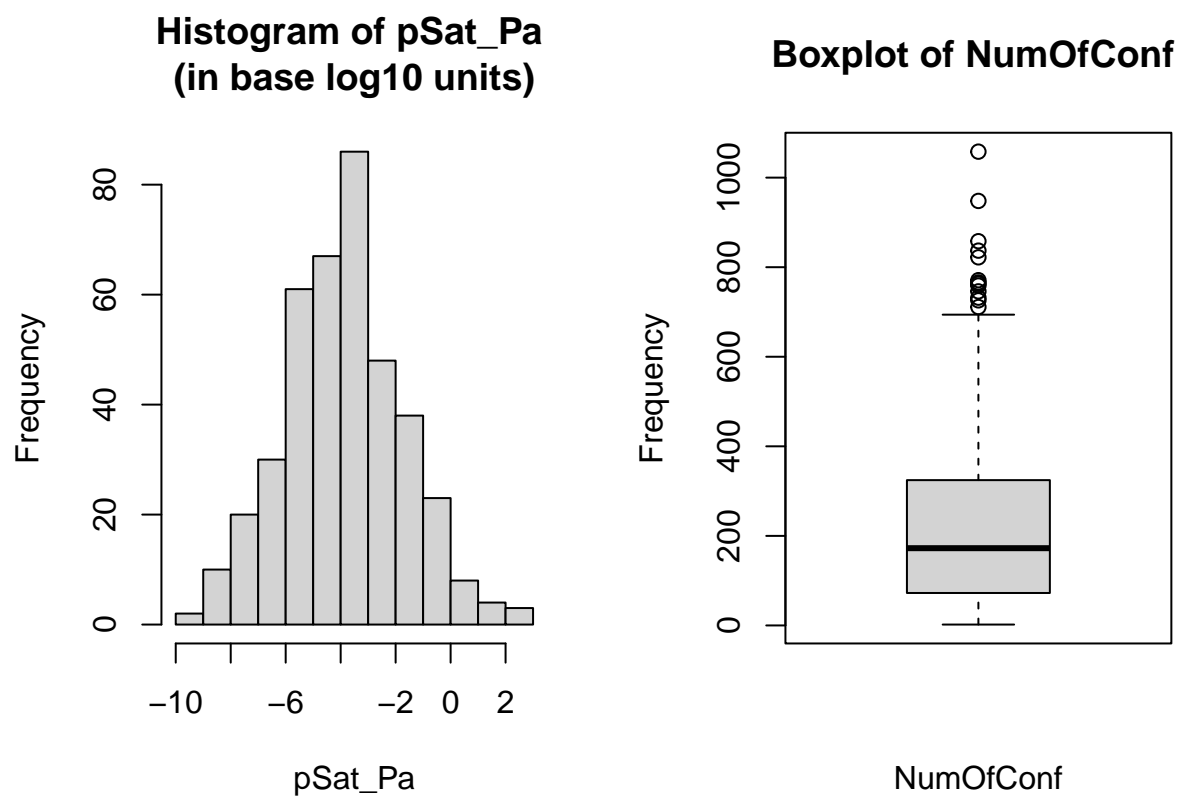 Histogram of pSat_Pa
(in base log10 units)
Frequency
80
60
40
20
0
−10
−6
−2
0
2
pSat_Pa
Boxplot of NumOfConf
Frequency
1000
800
600
400
200
0
NumOfConf